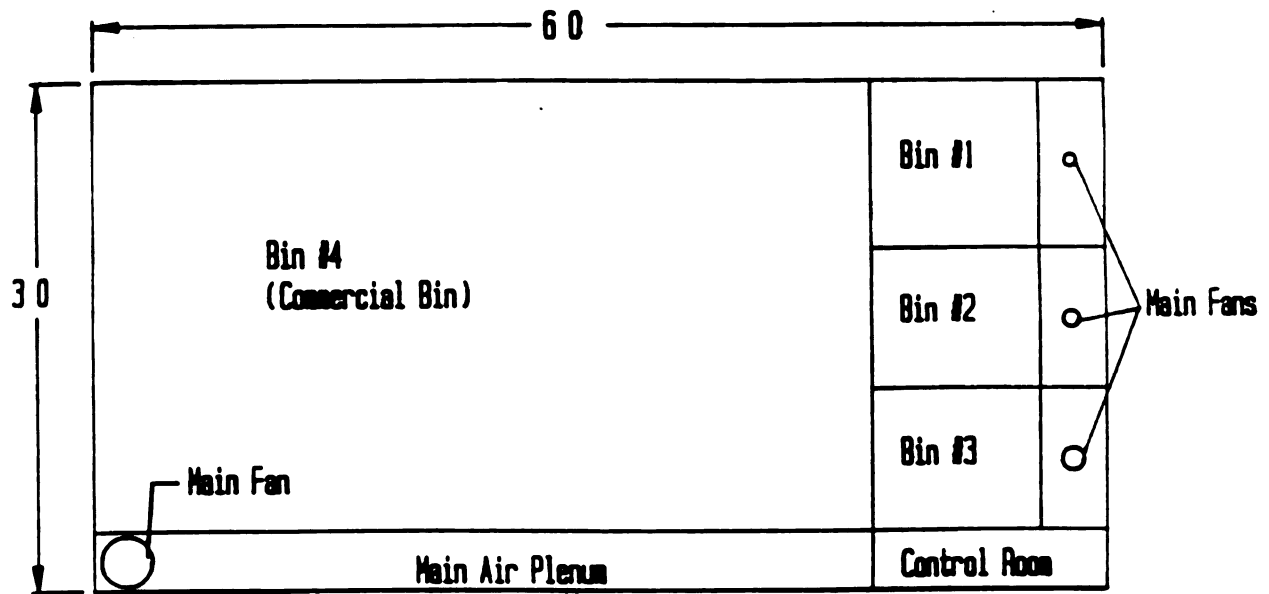 60
Bin #1
Bin #4
(Commercial Bin)
30
Bin #2
Main Fans
Bin #3
Main Fan
Main Air Plenum
Control Room